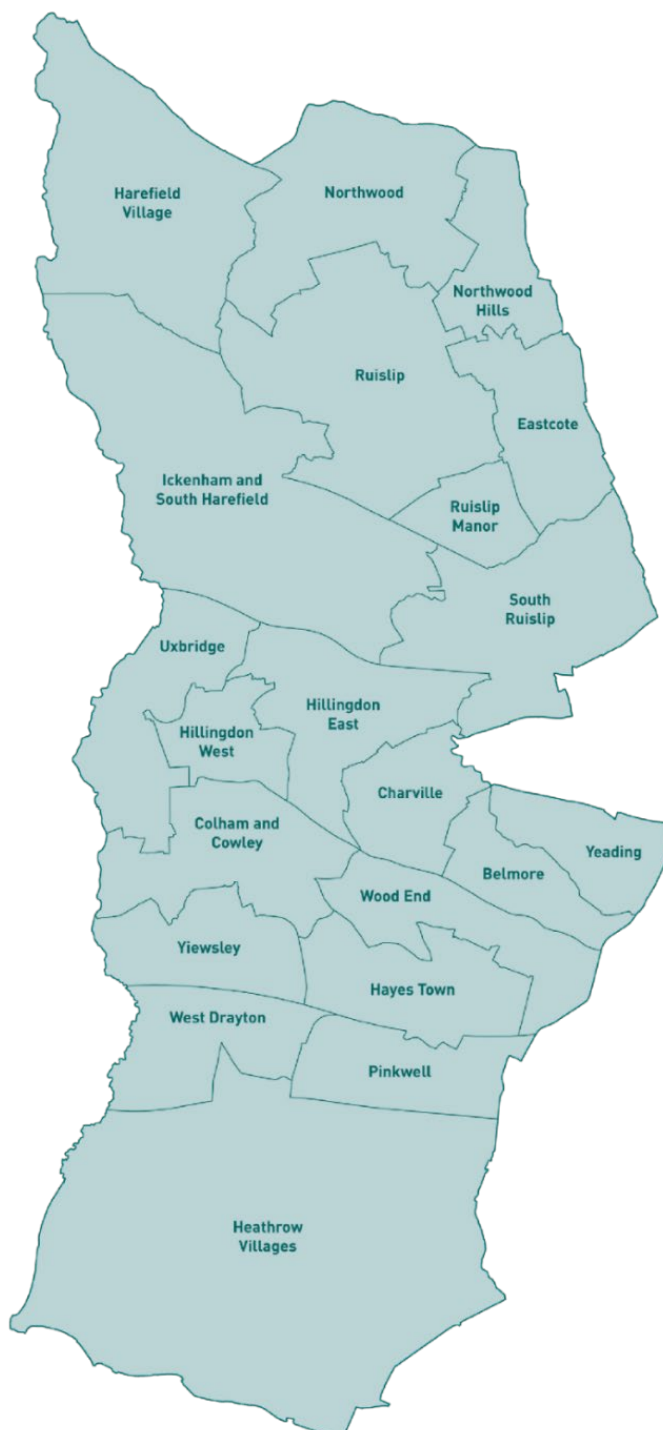 Harefield
Village
Northwood
Northwood
Hills
Ruislip
Eastcote
Ickenham and
South Harefield
Ruislip
Manor
South
Ruislip
Uxbridge
Hillingdon
East
Hillingdon
West
Charville
Colham and
Cowley
Yeading
Belmore
Wood End
Yiewsley
Hayes Town
West Drayton
Pinkwell
Heathrow
Villages